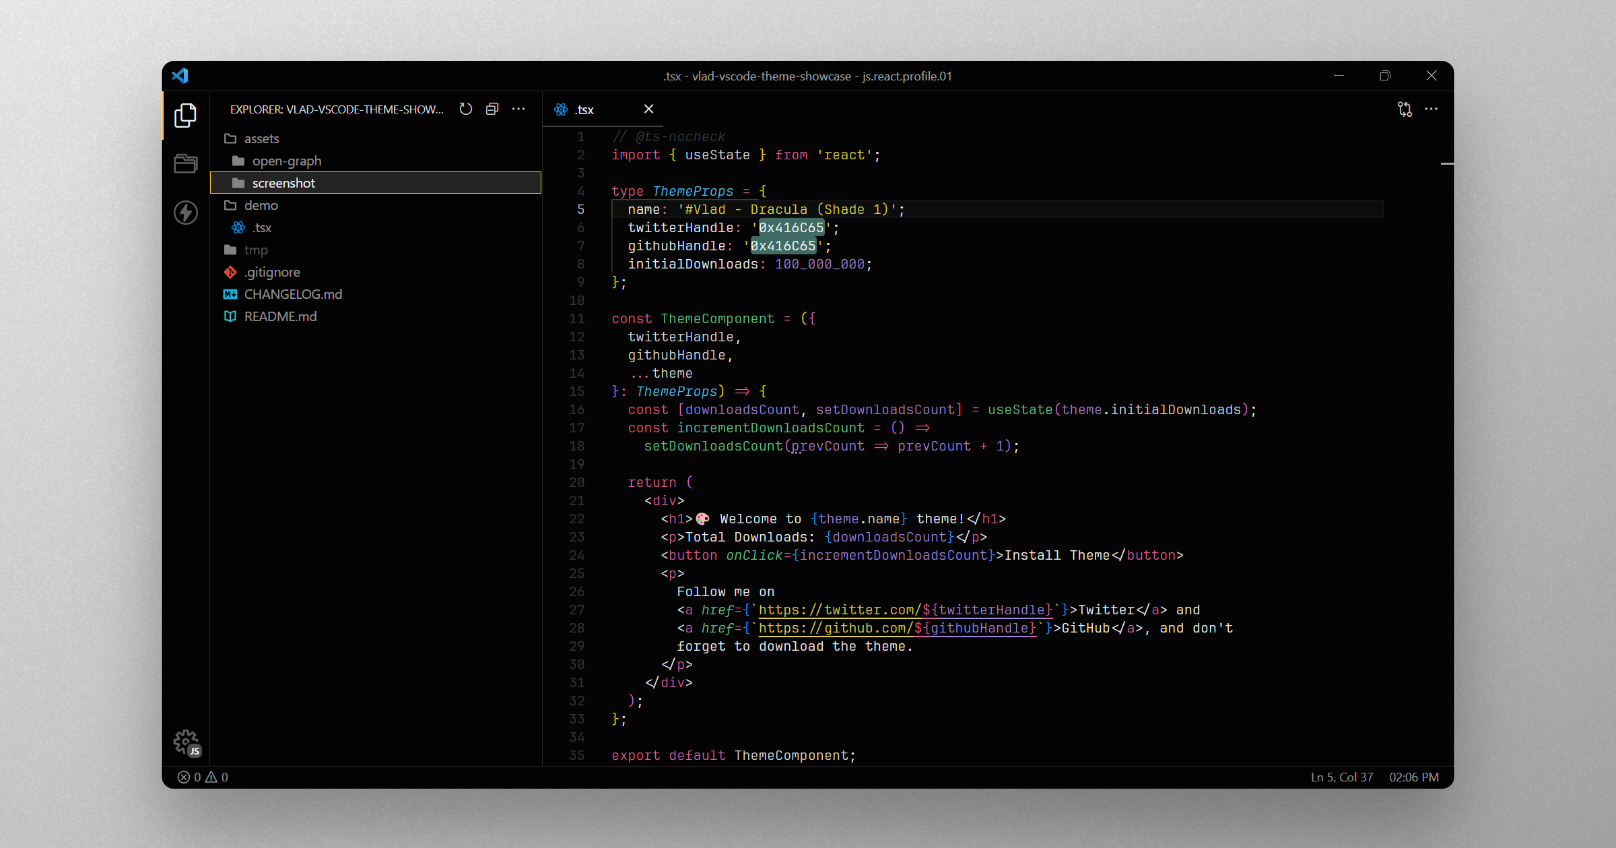 .tsx - vlad-vscode-theme-showcase - js.react.profile.01
EXPLORER: VLAD-VSCODE-THEME-SHOW...
assets
open-graph
screenshot
demo
.tsx
tmp
.gitignore
CHANGELOG.md
README.md
JS
.tsx
1 // @ts-nocheck
2 import { useState } from 'react';
3
4 type ThemeProps = {
5   name: '#Vlad - Dracula (Shade 1)';
6   twitterHandle: '0x416C65';
7   githubHandle: '0x416C65';
8   initialDownloads: 100_000_000;
9 };
10
11 const ThemeComponent = ({
12   twitterHandle,
13   githubHandle,
14   ...theme
15 }: ThemeProps) => {
16   const [downloadsCount, setDownloadsCount] = useState(theme.initialDownloads);
17   const incrementDownloadsCount = () =>
18     setDownloadsCount(prevCount => prevCount + 1);
19
20   return (
21     <div>
22       <h1>🎨 Welcome to {theme.name} theme!</h1>
23       <p>Total Downloads: {downloadsCount}</p>
24       <button onClick={incrementDownloadsCount}>Install Theme</button>
25       <p>
26         Follow me on
27         <a href={`https://twitter.com/${twitterHandle}`}>Twitter</a> and
28         <a href={`https://github.com/${githubHandle}`}>GitHub</a>, and don't
29         forget to download the theme.
30       </p>
31     </div>
32   );
33 };
34
35 export default ThemeComponent;
0 0
Ln 5, Col 37 02:06 PM